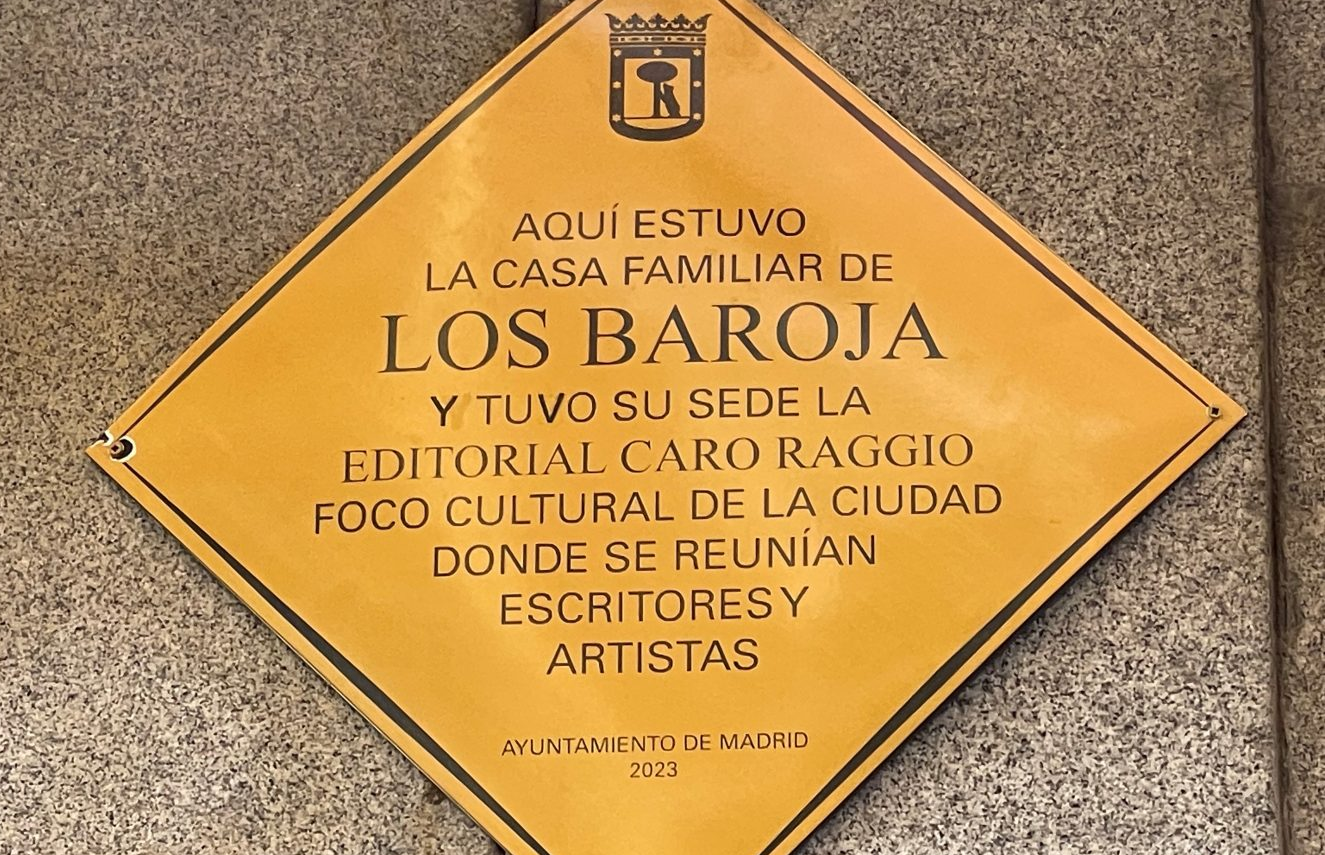 AQUÍ ESTUVO
LA CASA FAMILIAR DE
LOS BAROJA
Y TUVO SU SEDE LA
EDITORIAL CARO RAGGIO
FOCO CULTURAL DE LA CIUDAD
DONDE SE REUNÍAN
ESCRITORES Y
ARTISTAS
AYUNTAMIENTO DE MADRID
2023